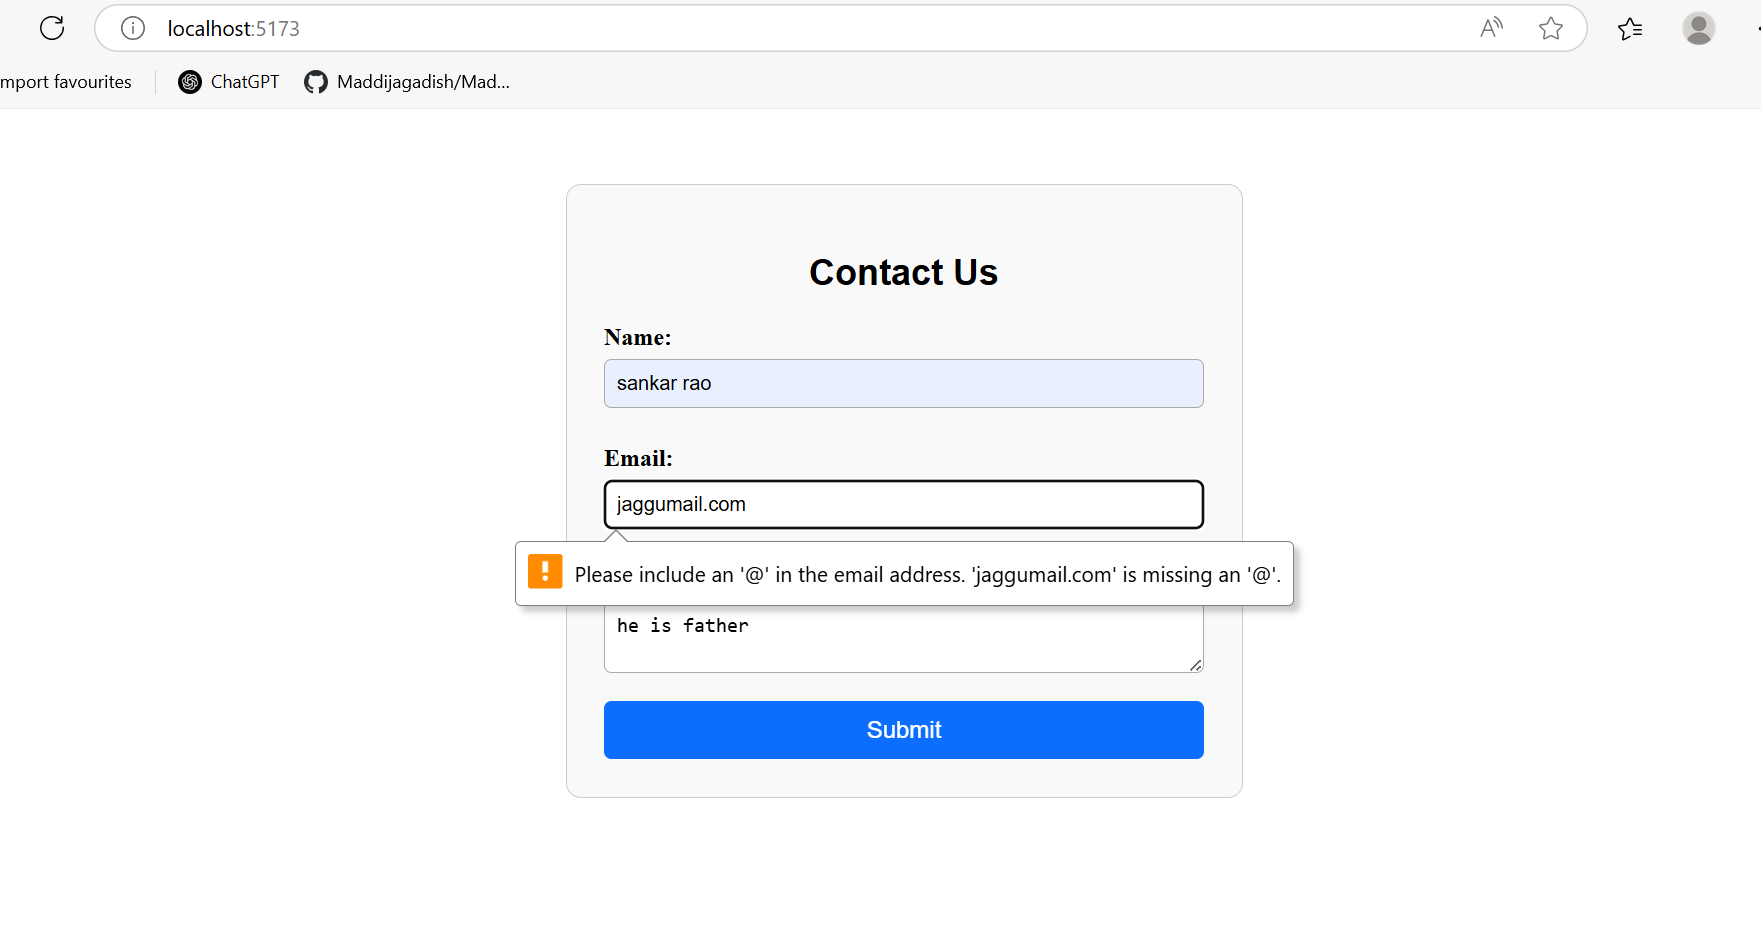 localhost:5173
mport favourites
ChatGPT
Maddijagadish/Mad...
Contact Us
Name:
sankar rao
Email:
jaggumail.com
Please include an '@' in the email address. 'jaggumail.com' is missing an '@'.
he is father
Submit